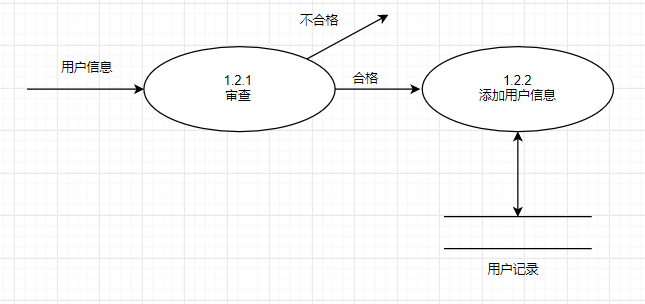 不合格
用户信息
1.2.1
审查
合格
1.2.2
添加用户信息
用户记录